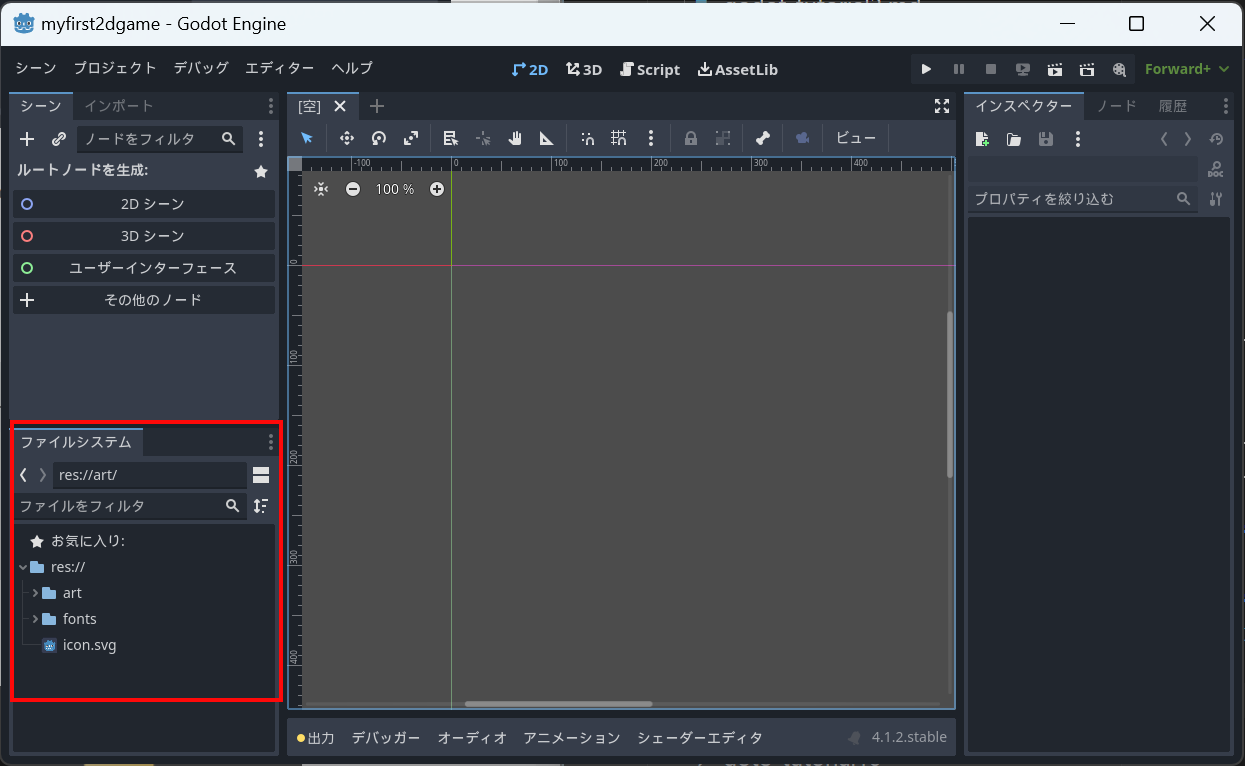 myfirst2dgame - Godot Engine
シーン プロジェクト デバッグ エディター ヘルプ 2D 3D Script AssetLib Forward+
シーン インポート
ノードをフィルタ
ルートノードを生成:
2D シーン
3D シーン
ユーザーインターフェース
その他のノード
ファイルシステム
res://art/
ファイルをフィルタ
お気に入り:
res://
art
fonts
icon.svg
[空]
ビュー
-100 0 100 200 300 400
100 %
0
100
200
300
400
出力 デバッガー オーディオ アニメーション シェーダーエディタ 4.1.2.stable
インスペクター ノード 履歴
DOC
プロパティを絞り込む